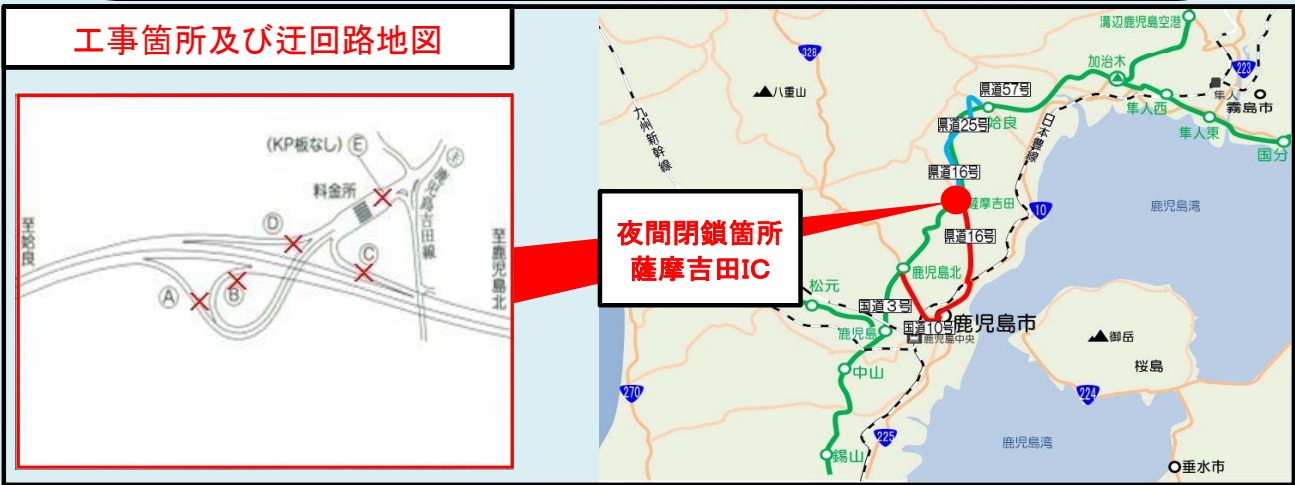 工事箇所及び迂回路地図
(KP板なし) E
料金所
D
C
B
A
至姶良
至鹿児島北
鹿児島吉田線
夜間閉鎖箇所
薩摩吉田IC
溝辺鹿児島空港
328
加治木
223
八重山
県道57号
隼人
霧島市
九州新幹線
姶良
隼人西
県道25号
日本豊線
隼人東
国分
県道16号
薩摩吉田
10
鹿児島湾
県道16号
鹿児島北
松元
国道3号
鹿児島市
国道10号
鹿児島
鹿児島中央
御岳
桜島
中山
270
224
225
鹿児島湾
錫山
垂水市